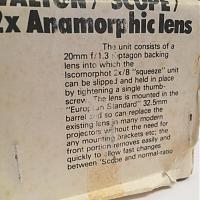 WALTON / 'SCOPE' /
2x Anamorphic lens
The unit consists of a
20mm f/1.3 Septagon backing
lens into which the
Iscomorphot 2x/8 "squeeze" unit
can be slipped and held in place
by tightening a single thumb-
screw. The lens is mounted in the
"European Standard" 32.5mm
barrel and so can replace the
existing lens in many modern
projectors without the need for
any mounting brackets etc; the
front portion removes easily and
quickly to allow fast changes
between 'Scope and normal-ratio